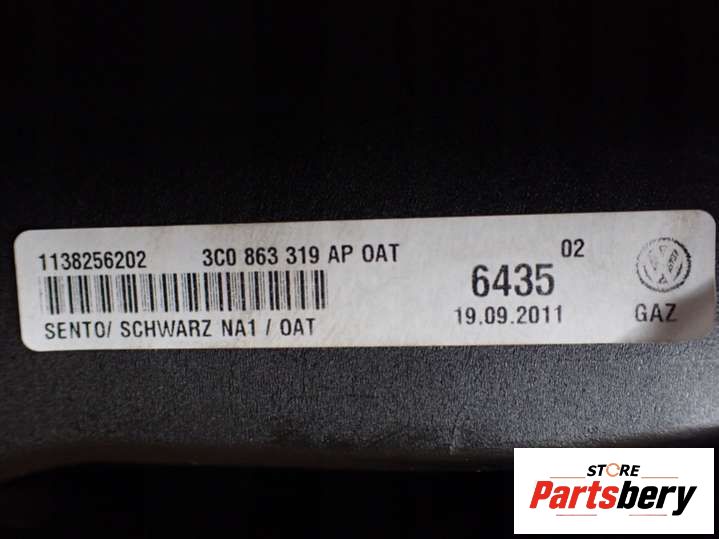 1138256202 3C0 863 319 AP OAT
SENTO/ SCHWARZ NA1 / OAT
02
6435
19.09.2011
GAZ
STORE
Partsbery